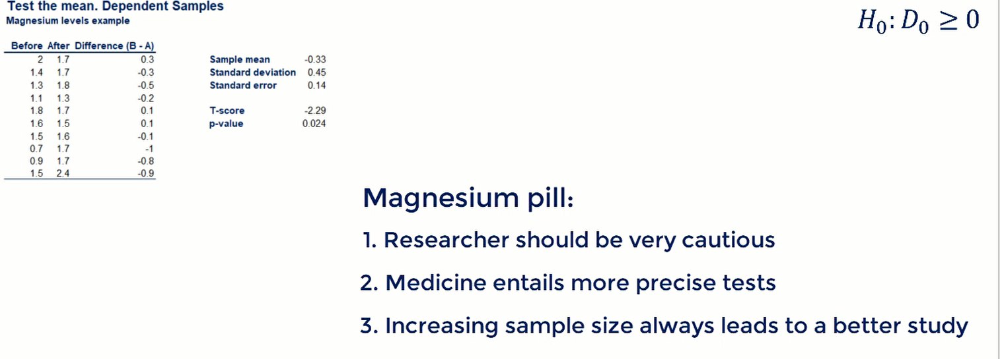 Test the mean. Dependent Samples
Magnesium levels example
H₀: D₀ ≥ 0
Before After Difference (B - A)
2 1.7 0.3
1.4 1.7 -0.3
1.3 1.8 -0.5
1.1 1.3 -0.2
1.8 1.7 0.1
1.6 1.5 0.1
1.5 1.6 -0.1
0.7 1.7 -1
0.9 1.7 -0.8
1.5 2.4 -0.9
Sample mean -0.33
Standard deviation 0.45
Standard error 0.14
T-score -2.29
p-value 0.024
Magnesium pill:
1. Researcher should be very cautious
2. Medicine entails more precise tests
3. Increasing sample size always leads to a better study